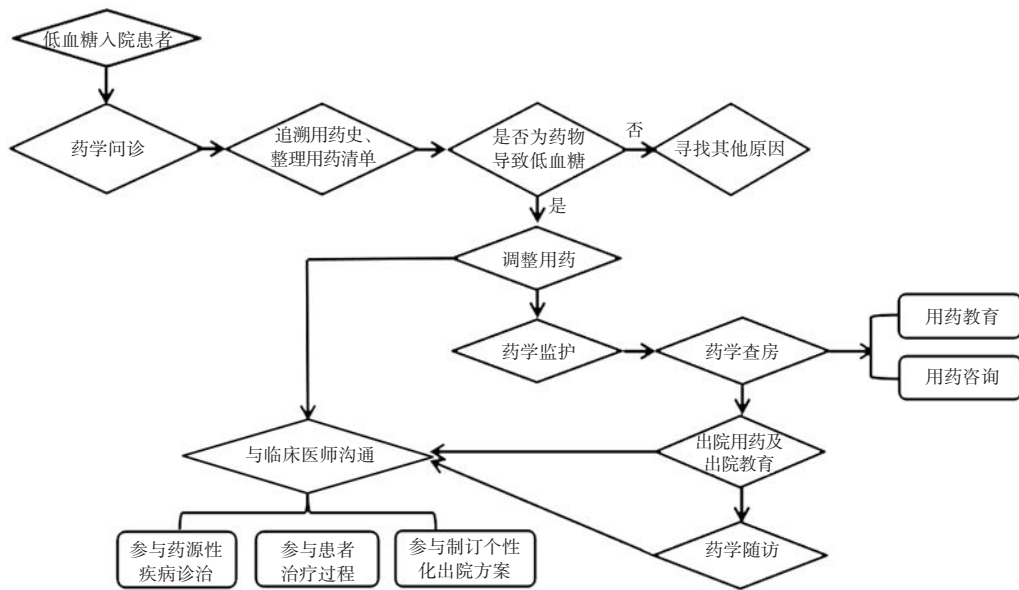 低血糖入院患者
药学问诊
追溯用药史、
整理用药清单
是否为药物
导致低血糖
否
寻找其他原因
是
调整用药
药学监护
药学查房
用药教育
用药咨询
与临床医师沟通
出院用药及
出院教育
药学随访
参与药源性
疾病诊治
参与患者
治疗过程
参与制订个性
化出院方案